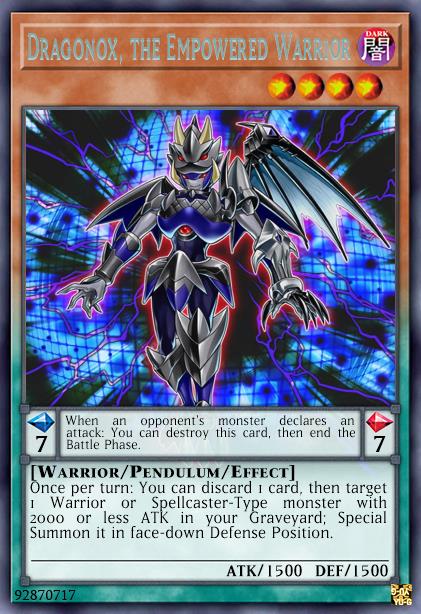 Dragonox, the Empowered Warrior
DARK
闇
When an opponent's monster declares an
attack: You can destroy this card, then end the
Battle Phase.
7
7
[Warrior/Pendulum/Effect]
Once per turn: You can discard 1 card, then target
1 Warrior or Spellcaster-Type monster with
2000 or less ATK in your Graveyard; Special
Summon it in face-down Defense Position.
ATK/1500 DEF/1500
92870717